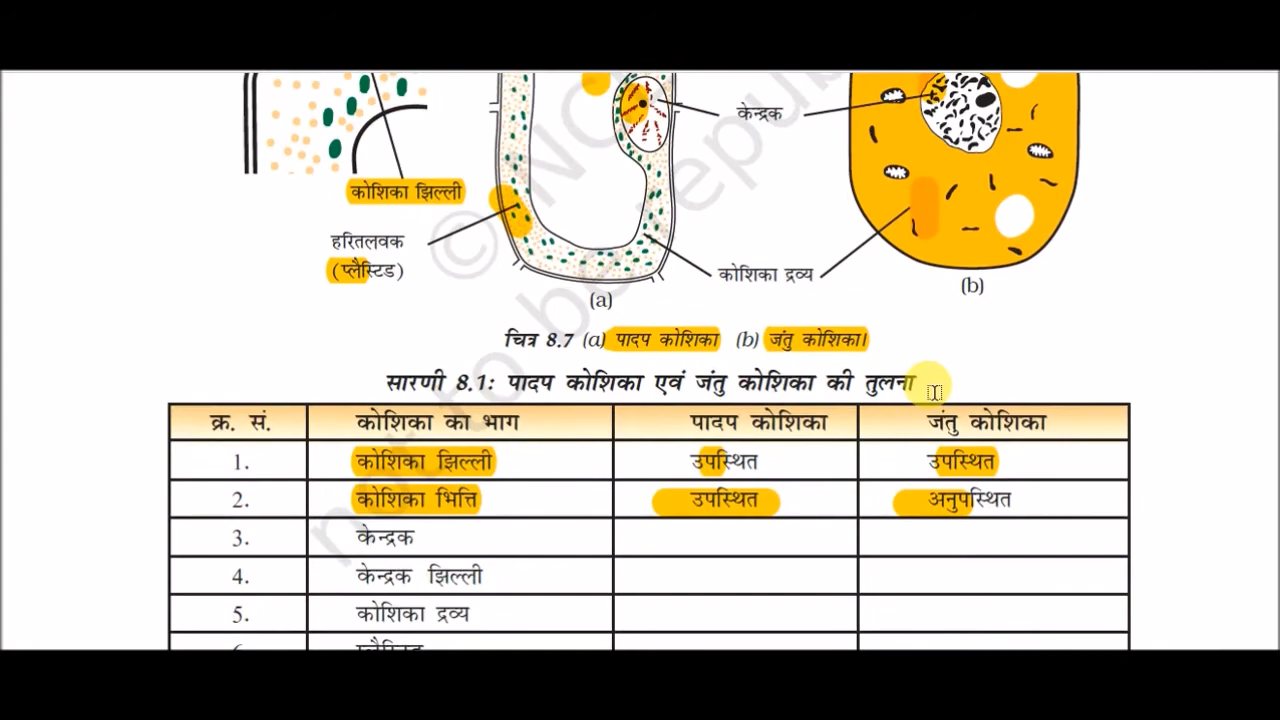 केन्द्रक
कोशिका झिल्ली
हरितलवक
(प्लैस्टिड)
कोशिका द्रव्य
(a)
(b)
चित्र 8.7 (a) पादप कोशिका (b) जंतु कोशिका।
सारणी 8.1: पादप कोशिका एवं जंतु कोशिका की तुलना
क्र. सं. कोशिका का भाग पादप कोशिका जंतु कोशिका
1. कोशिका झिल्ली उपस्थित उपस्थित
2. कोशिका भित्ति उपस्थित अनुपस्थित
3. केन्द्रक
4. केन्द्रक झिल्ली
5. कोशिका द्रव्य